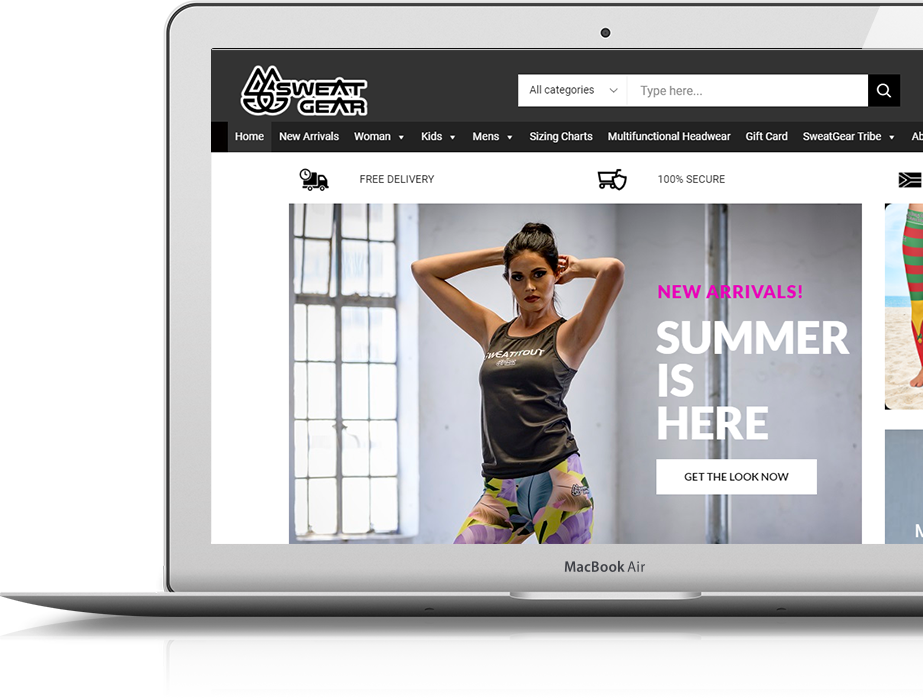 SWEAT
GEAR
All categories
Type here...
Home New Arrivals Woman Kids Mens Sizing Charts Multifunctional Headwear Gift Card SweatGear Tribe Ab
FREE DELIVERY 100% SECURE
NEW ARRIVALS!
SUMMER
IS
HERE
SWEATITOUT
GET THE LOOK NOW
M
MacBook Air